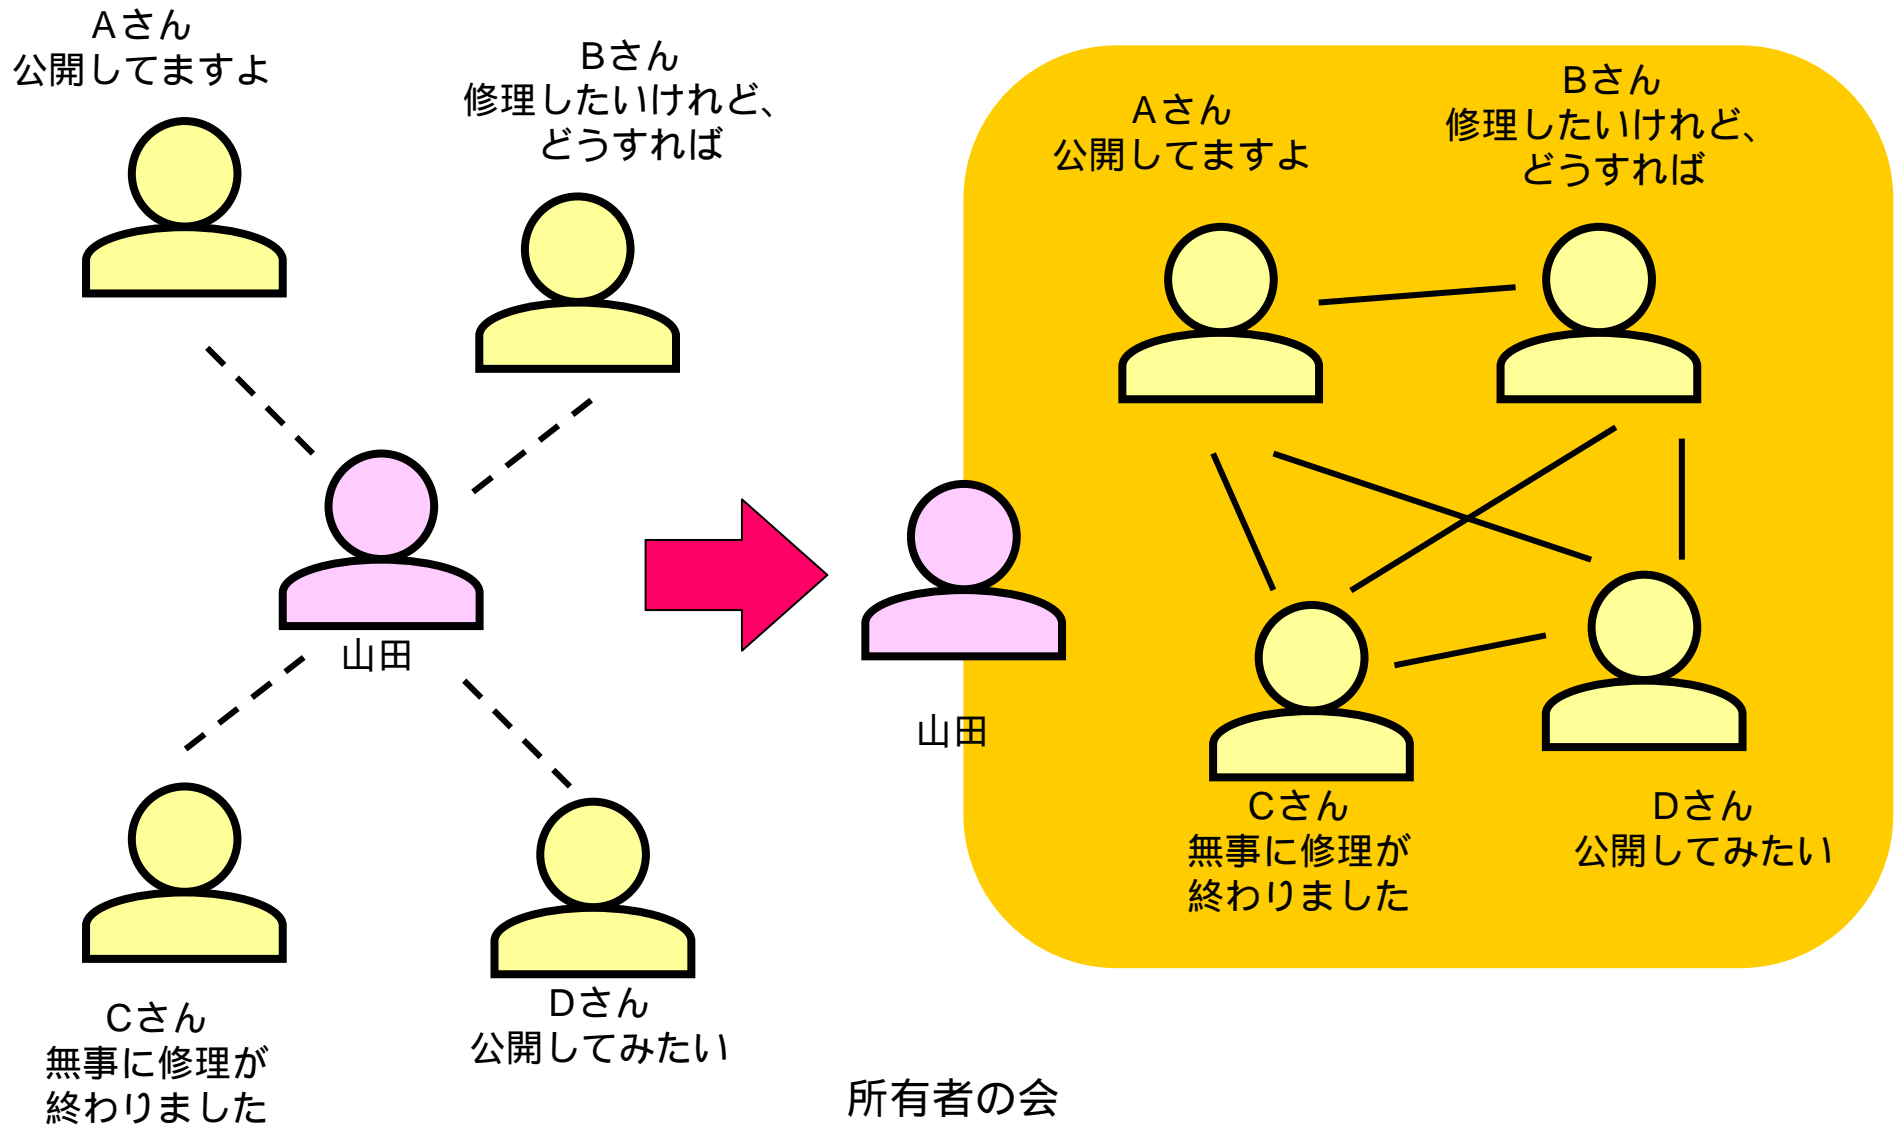 Aさん
公開してますよ
Bさん
修理したいけれど、
どうすれば
山田
Cさん
無事に修理が
終わりました
Dさん
公開してみたい
Aさん
公開してますよ
Bさん
修理したいけれど、
どうすれば
山田
Cさん
無事に修理が
終わりました
Dさん
公開してみたい
所有者の会